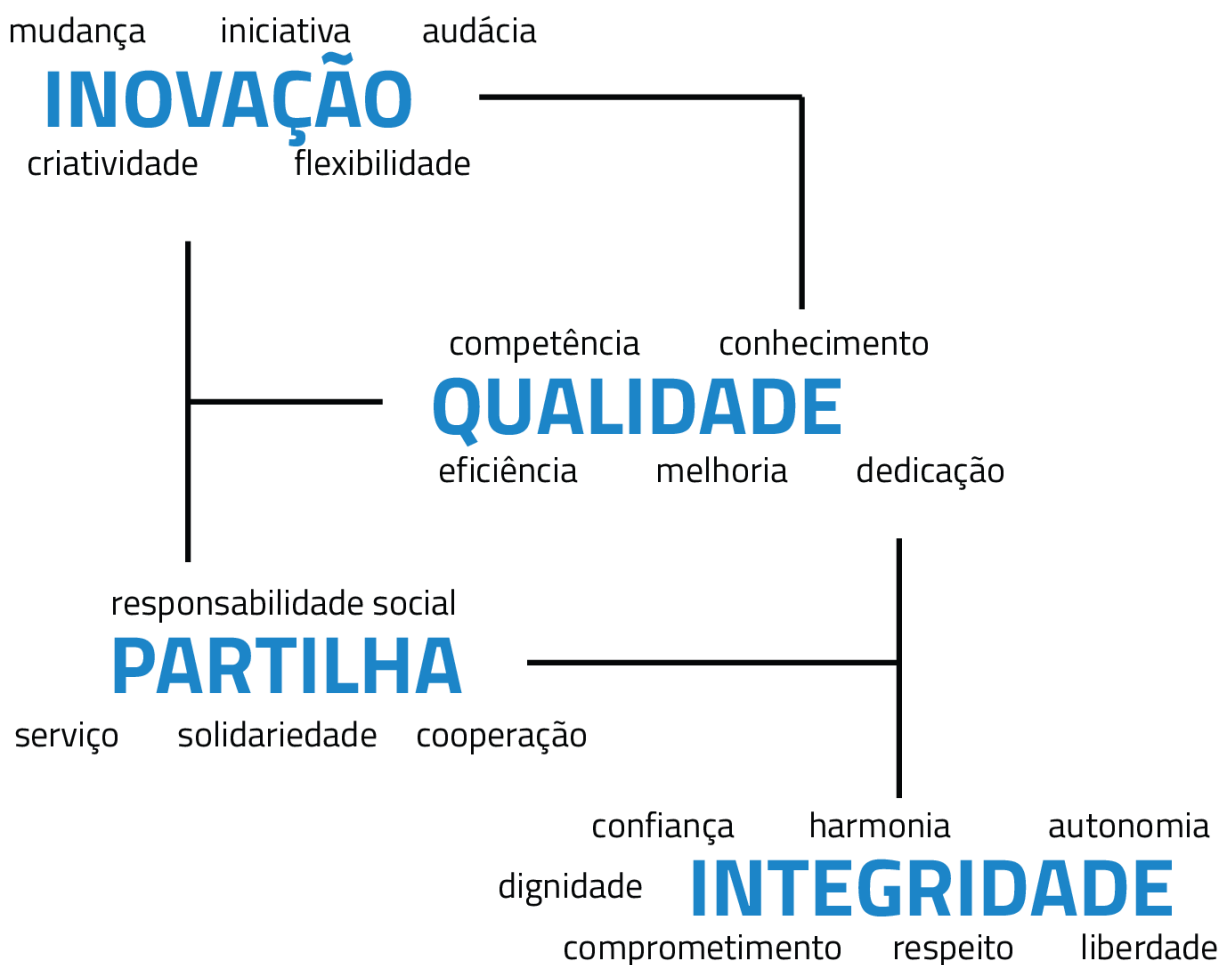 mudança iniciativa audácia
INOVAÇÃO
criatividade flexibilidade
competência conhecimento
QUALIDADE
eficiência melhoria dedicação
responsabilidade social
PARTILHA
serviço solidariedade cooperação
confiança harmonia autonomia
dignidade INTEGRIDADE
comprometimento respeito liberdade